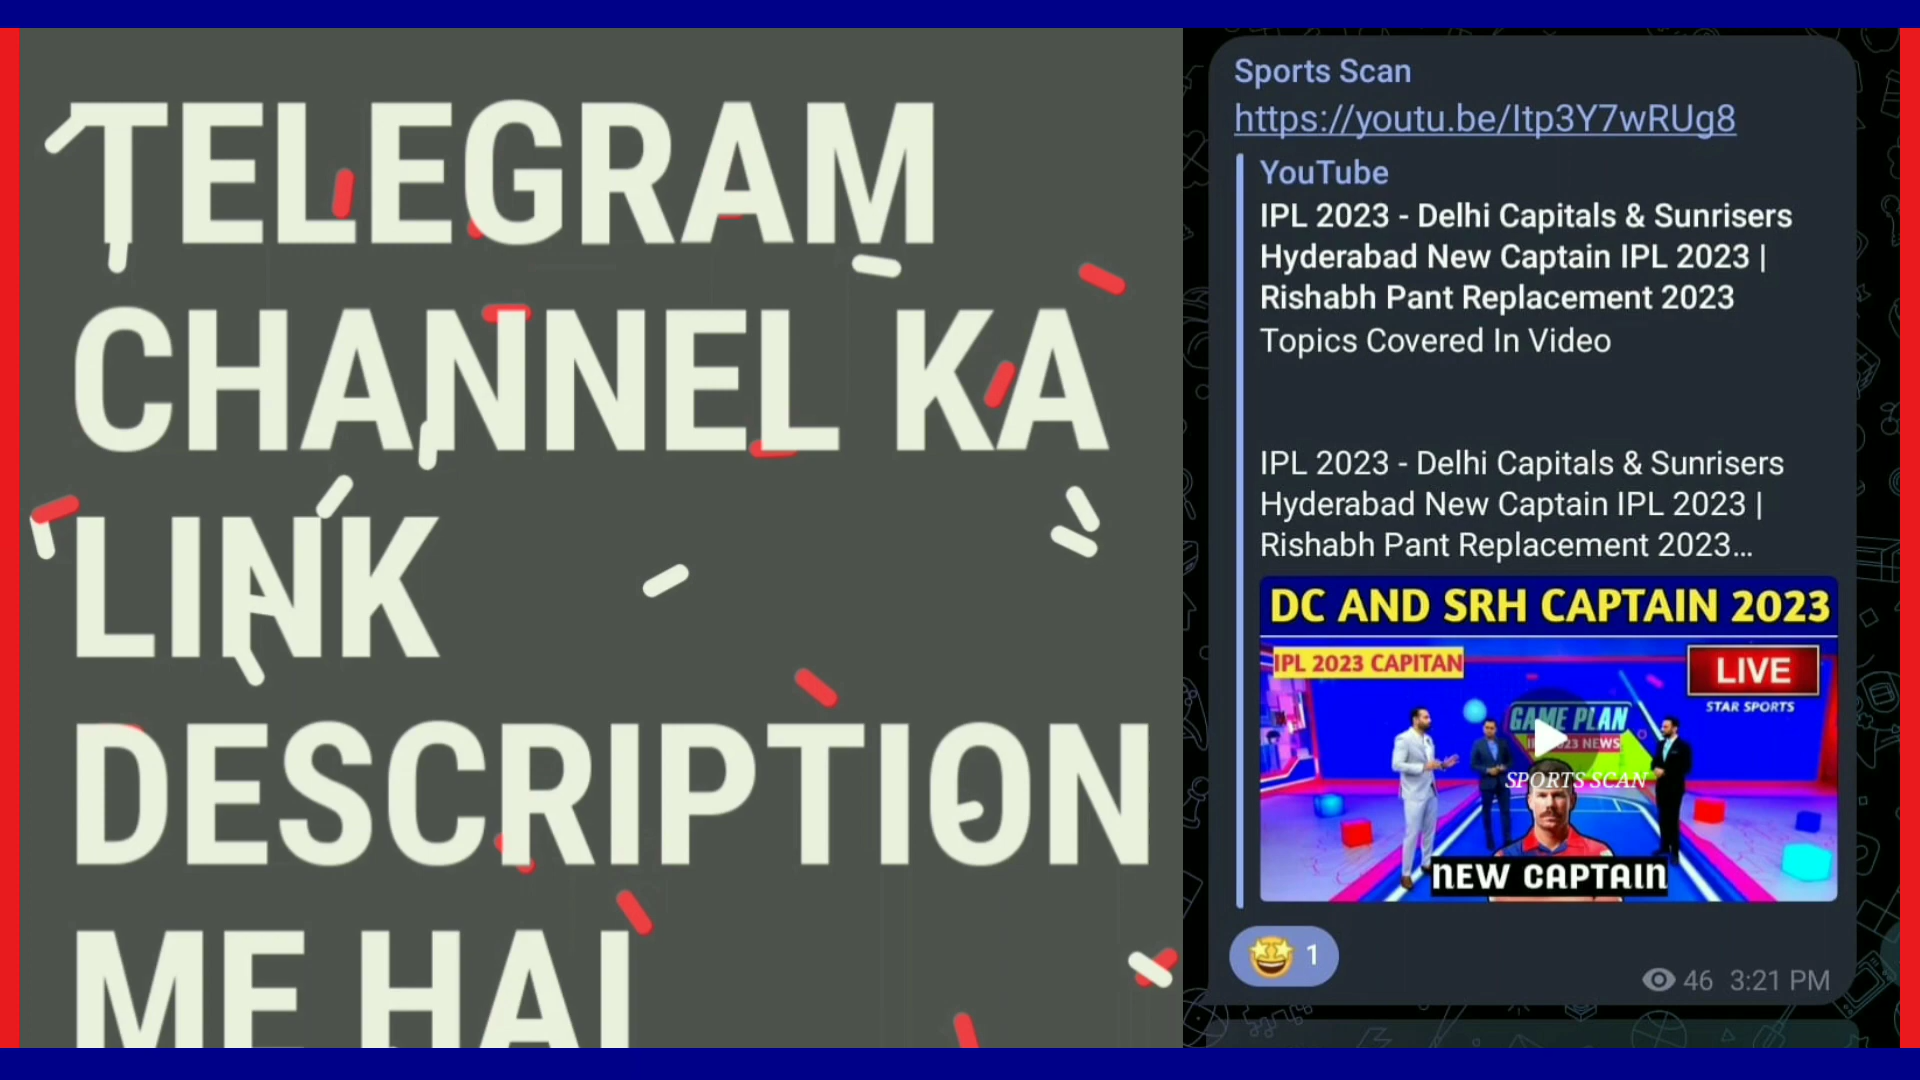 TELEGRAM
CHANNEL KA
LINK
DESCRIPTION
ME HAI
Sports Scan
https://youtu.be/Itp3Y7wRUg8
YouTube
IPL 2023 - Delhi Capitals & Sunrisers
Hyderabad New Captain IPL 2023 |
Rishabh Pant Replacement 2023
Topics Covered In Video
IPL 2023 - Delhi Capitals & Sunrisers
Hyderabad New Captain IPL 2023 |
Rishabh Pant Replacement 2023...
DC AND SRH CAPTAIN 2023
IPL 2023 CAPITAN
LIVE
STAR SPORTS
GAME PLAN
IPL 2023 NEWS
SPORTS SCAN
NEW CAPTAIN
1
46 3:21 PM